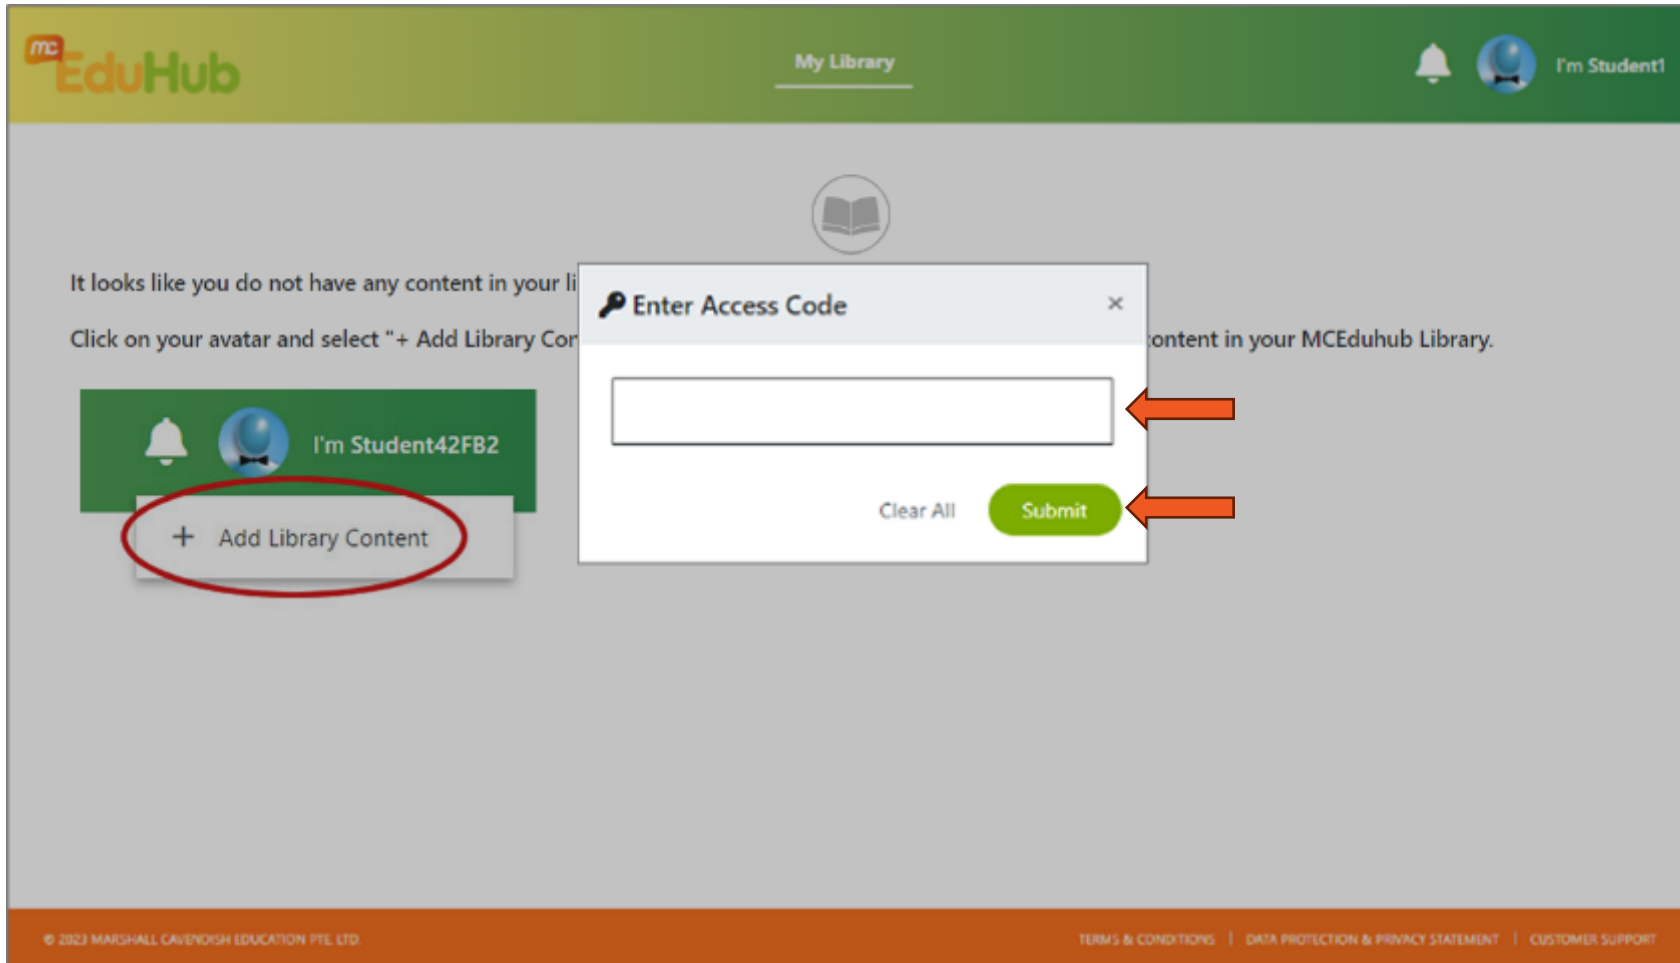 mc EduHub
My Library
I'm Student1
It looks like you do not have any content in your li
Click on your avatar and select "+ Add Library Con
ontent in your MCEduhub Library.
Enter Access Code ×
I'm Student42FB2
+ Add Library Content
Clear All Submit
© 2023 MARSHALL CAVENDISH EDUCATION PTE. LTD.
TERMS & CONDITIONS | DATA PROTECTION & PRIVACY STATEMENT | CUSTOMER SUPPORT